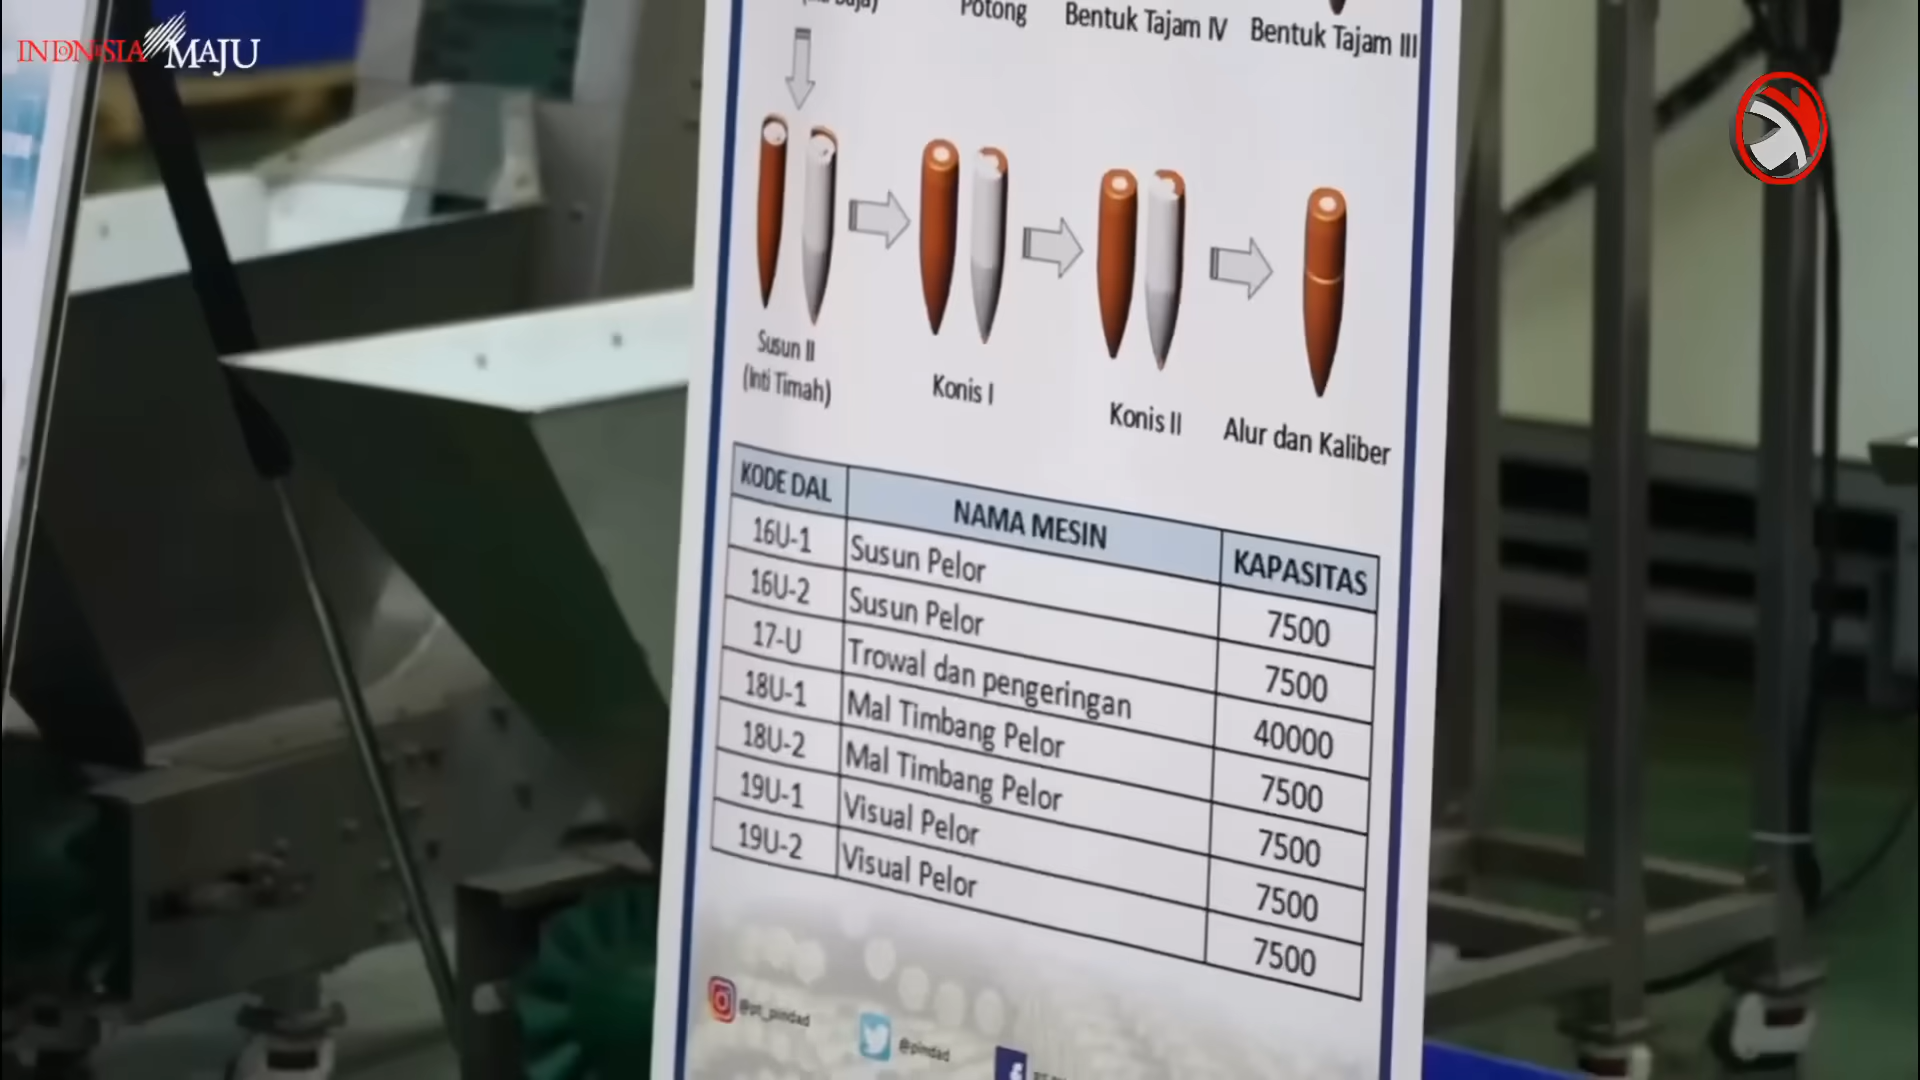 INDONESIA MAJU
Potong
Bentuk Tajam IV
Bentuk Tajam III
Susun II
(Inti Timah)
Konis I
Konis II
Alur dan Kaliber
KODE DAL NAMA MESIN KAPASITAS
16U-1 Susun Pelor 7500
16U-2 Susun Pelor 7500
17-U Trowal dan pengeringan 40000
18U-1 Mal Timbang Pelor 7500
18U-2 Mal Timbang Pelor 7500
19U-1 Visual Pelor 7500
19U-2 Visual Pelor 7500
@pt_pindad
@pindad